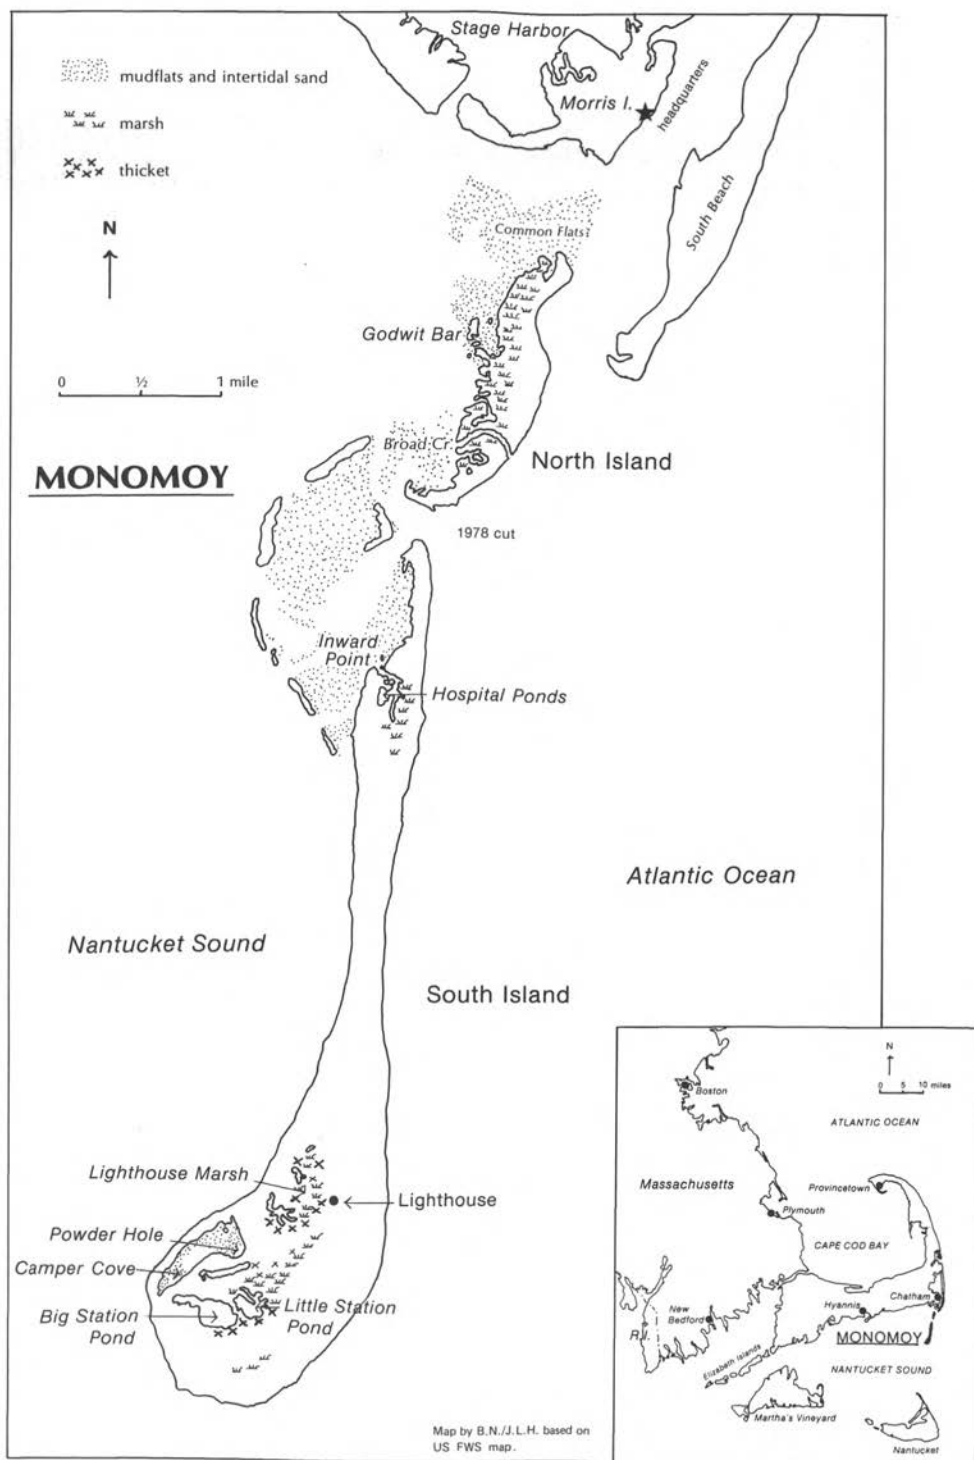 Stage Harbor
mudflats and intertidal sand
marsh
thicket
Morris I.
headquarters
N
South Beach
Common Flats
Godwit Bar
0 ½ 1 mile
Broad Cr.
North Island
MONOMOY
1978 cut
Inward
Point
Hospital Ponds
Atlantic Ocean
Nantucket Sound
South Island
Lighthouse Marsh
Lighthouse
Powder Hole
Camper Cove
Big Station
Pond
Little Station
Pond
Map by B.N./J.L.H. based on
US FWS map.
N
0 5 10 miles
Boston
ATLANTIC OCEAN
Massachusetts
Provincetown
Plymouth
CAPE COD BAY
Chatham
Hyannis
New
Bedford
R.I.
MONOMOY
Elizabeth Islands
NANTUCKET SOUND
Martha's Vineyard
Nantucket